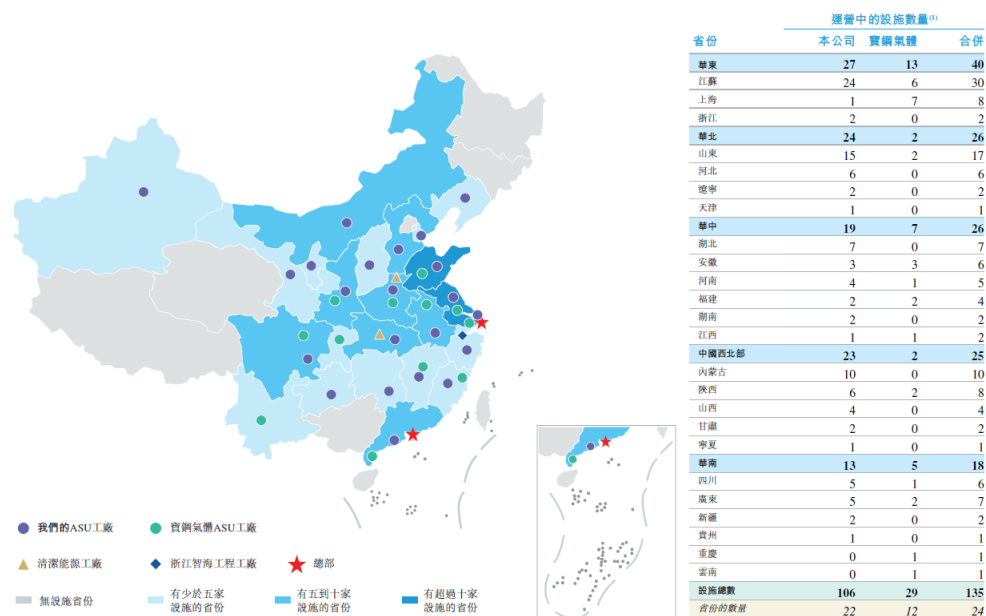 運營中的設施數量(1)
省份 本公司 寶鋼氣體 合併
華東 27 13 40
江蘇 24 6 30
上海 1 7 8
浙江 2 0 2
華北 24 2 26
山東 15 2 17
河北 6 0 6
遼寧 2 0 2
天津 1 0 1
華中 19 7 26
湖北 7 0 7
安徽 3 3 6
河南 4 1 5
福建 2 2 4
湖南 2 0 2
江西 1 1 2
中國西北部 23 2 25
內蒙古 10 0 10
陝西 6 2 8
山西 4 0 4
甘肅 2 0 2
寧夏 1 0 1
華南 13 5 18
四川 5 1 6
廣東 5 2 7
新疆 2 0 2
貴州 1 0 1
重慶 0 1 1
雲南 0 1 1
設施總數 106 29 135
省份的數量 22 12 24
我們的ASU工廠
寶鋼氣體ASU工廠
清潔能源工廠
浙江智海工程工廠
總部
無設施省份
有少於五家
設施的省份
有五到十家
設施的省份
有超過十家
設施的省份